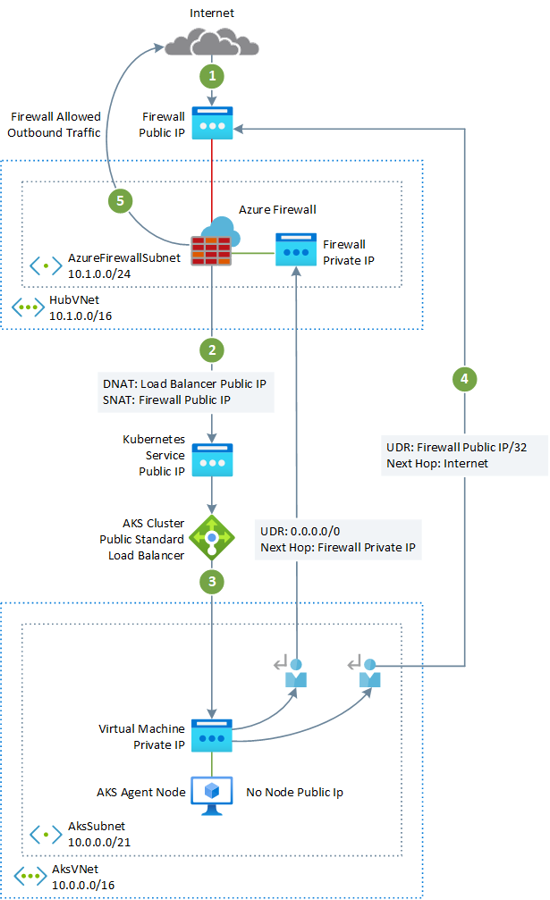 Internet
1
Firewall Allowed
Outbound Traffic
Firewall
Public IP
5
Azure Firewall
Firewall
Private IP
AzureFirewallSubnet
10.1.0.0/24
HubVNet
10.1.0.0/16
2
4
DNAT: Load Balancer Public IP
SNAT: Firewall Public IP
Kubernetes
Service
Public IP
UDR: Firewall Public IP/32
Next Hop: Internet
AKS Cluster
Public Standard
Load Balancer
UDR: 0.0.0.0/0
Next Hop: Firewall Private IP
3
Virtual Machine
Private IP
AKS Agent Node
No Node Public Ip
AksSubnet
10.0.0.0/21
AksVNet
10.0.0.0/16